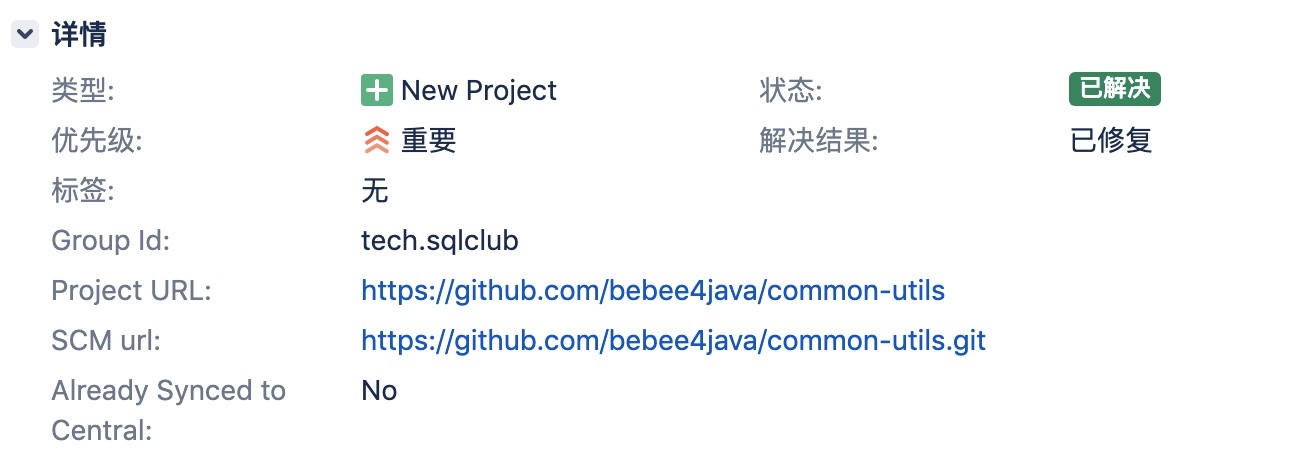 详情
类型: New Project 状态: 已解决
优先级: 重要 解决结果: 已修复
标签: 无
Group Id: tech.sqlclub
Project URL: https://github.com/bebee4java/common-utils
SCM url: https://github.com/bebee4java/common-utils.git
Already Synced to No
Central: